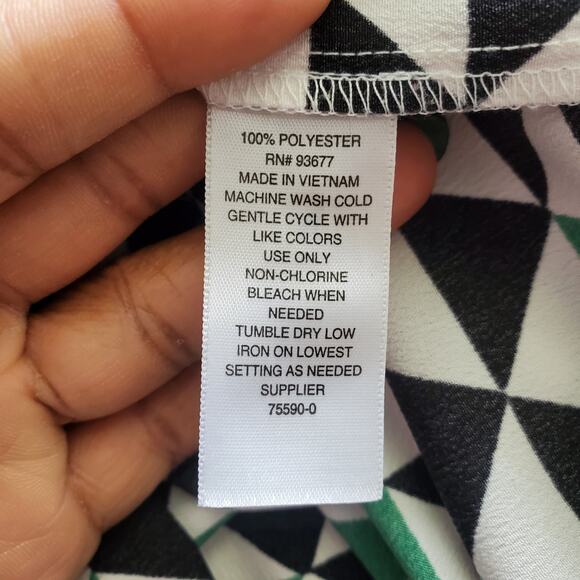 100% POLYESTER
RN# 93677
MADE IN VIETNAM
MACHINE WASH COLD
GENTLE CYCLE WITH
LIKE COLORS
USE ONLY
NON-CHLORINE
BLEACH WHEN
NEEDED
TUMBLE DRY LOW
IRON ON LOWEST
SETTING AS NEEDED
SUPPLIER
75590-0